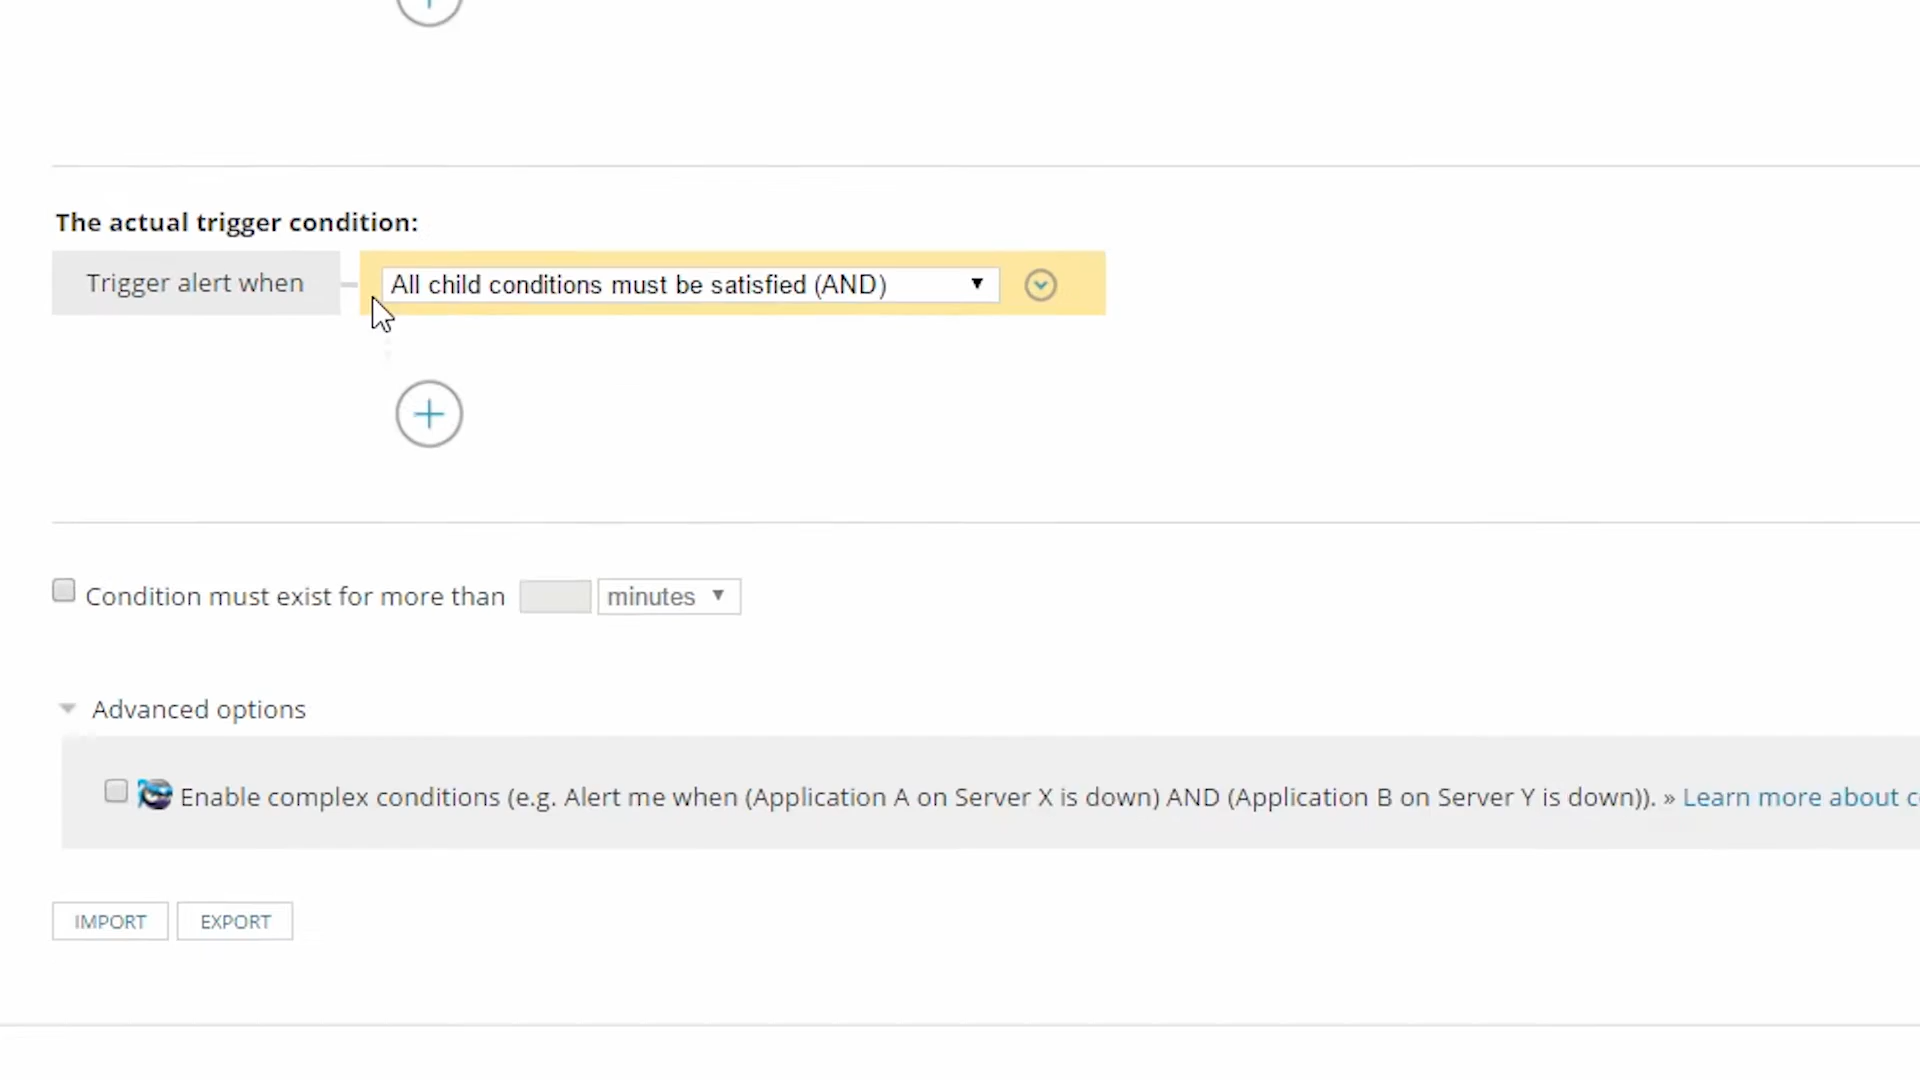 The actual trigger condition:
Trigger alert when All child conditions must be satisfied (AND)
Condition must exist for more than minutes
Advanced options
Enable complex conditions (e.g. Alert me when (Application A on Server X is down) AND (Application B on Server Y is down)). » Learn more about
IMPORT EXPORT